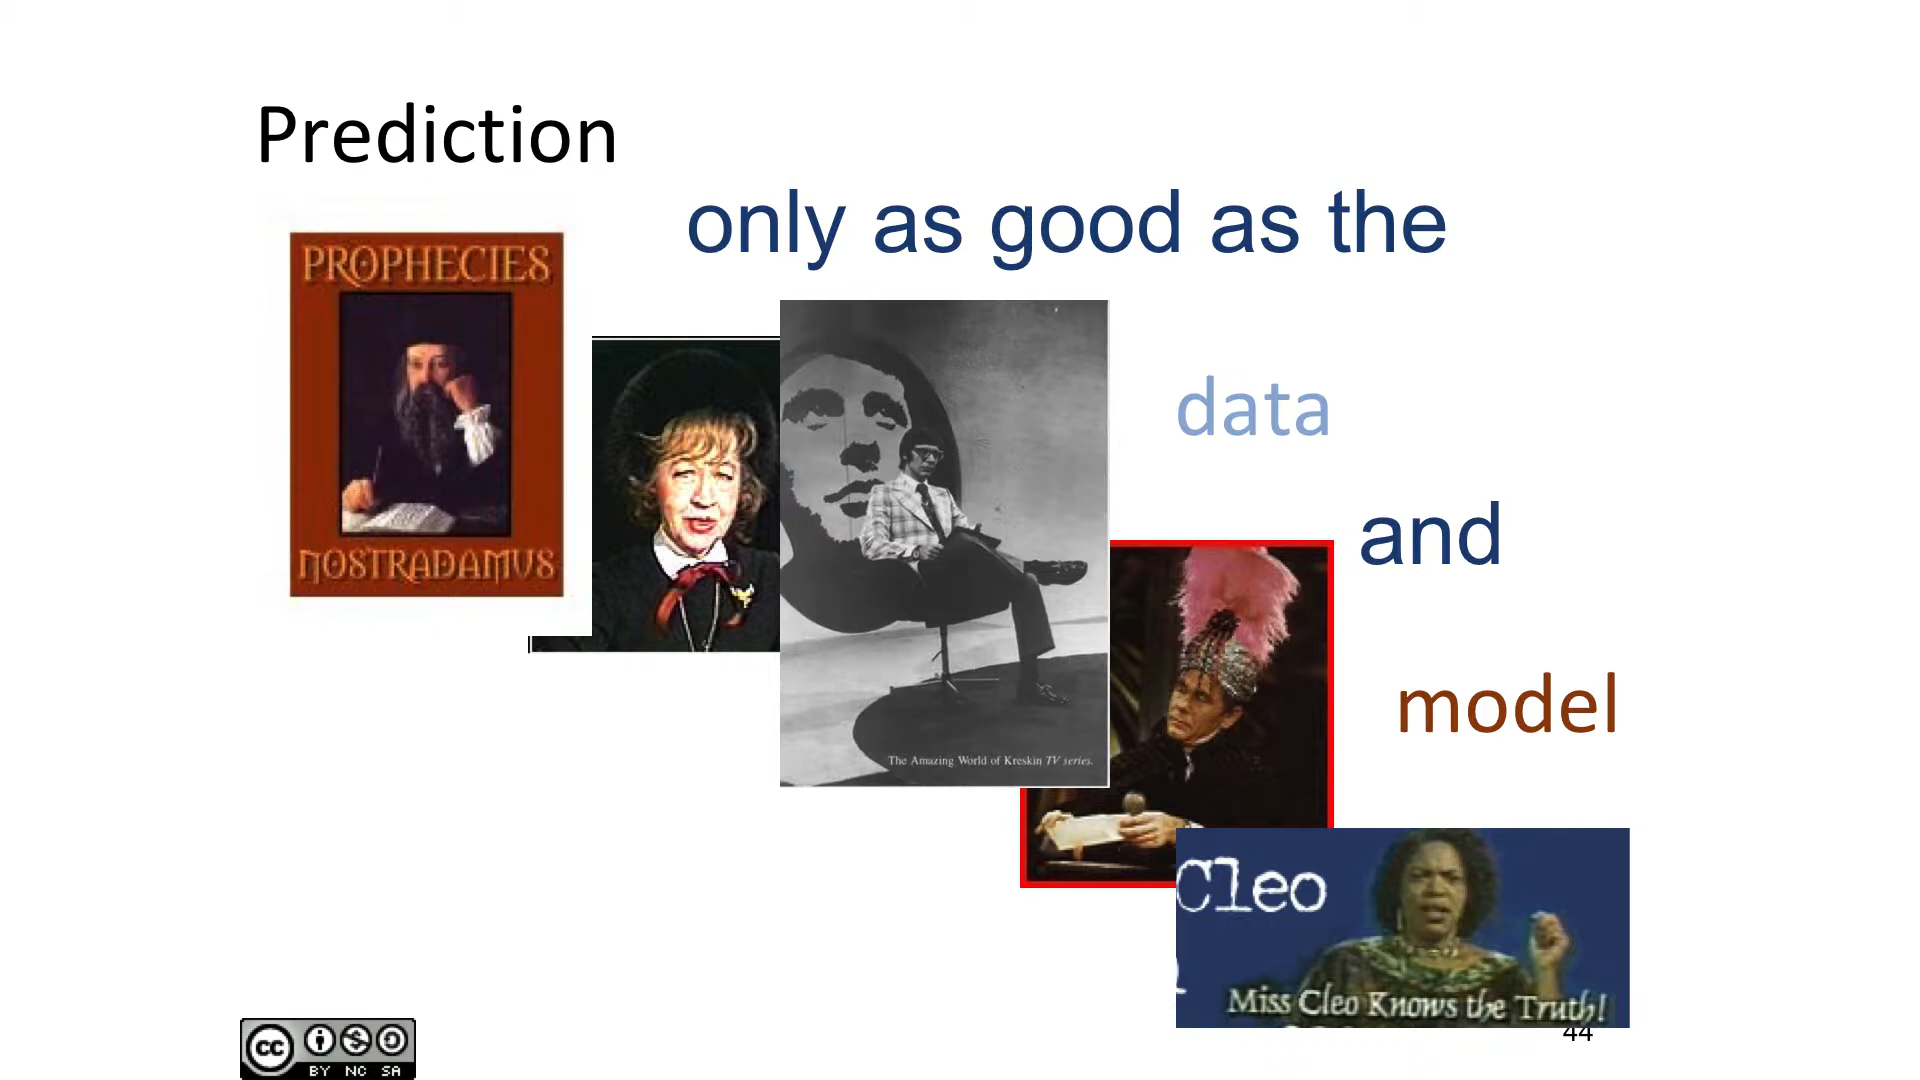 Prediction
only as good as the
PROPHECIES
NOSTRADAMUS
data
and
model
The Amazing World of Kreskin TV series.
Cleo
Miss Cleo Knows the Truth!
44
cc
BY NC SA